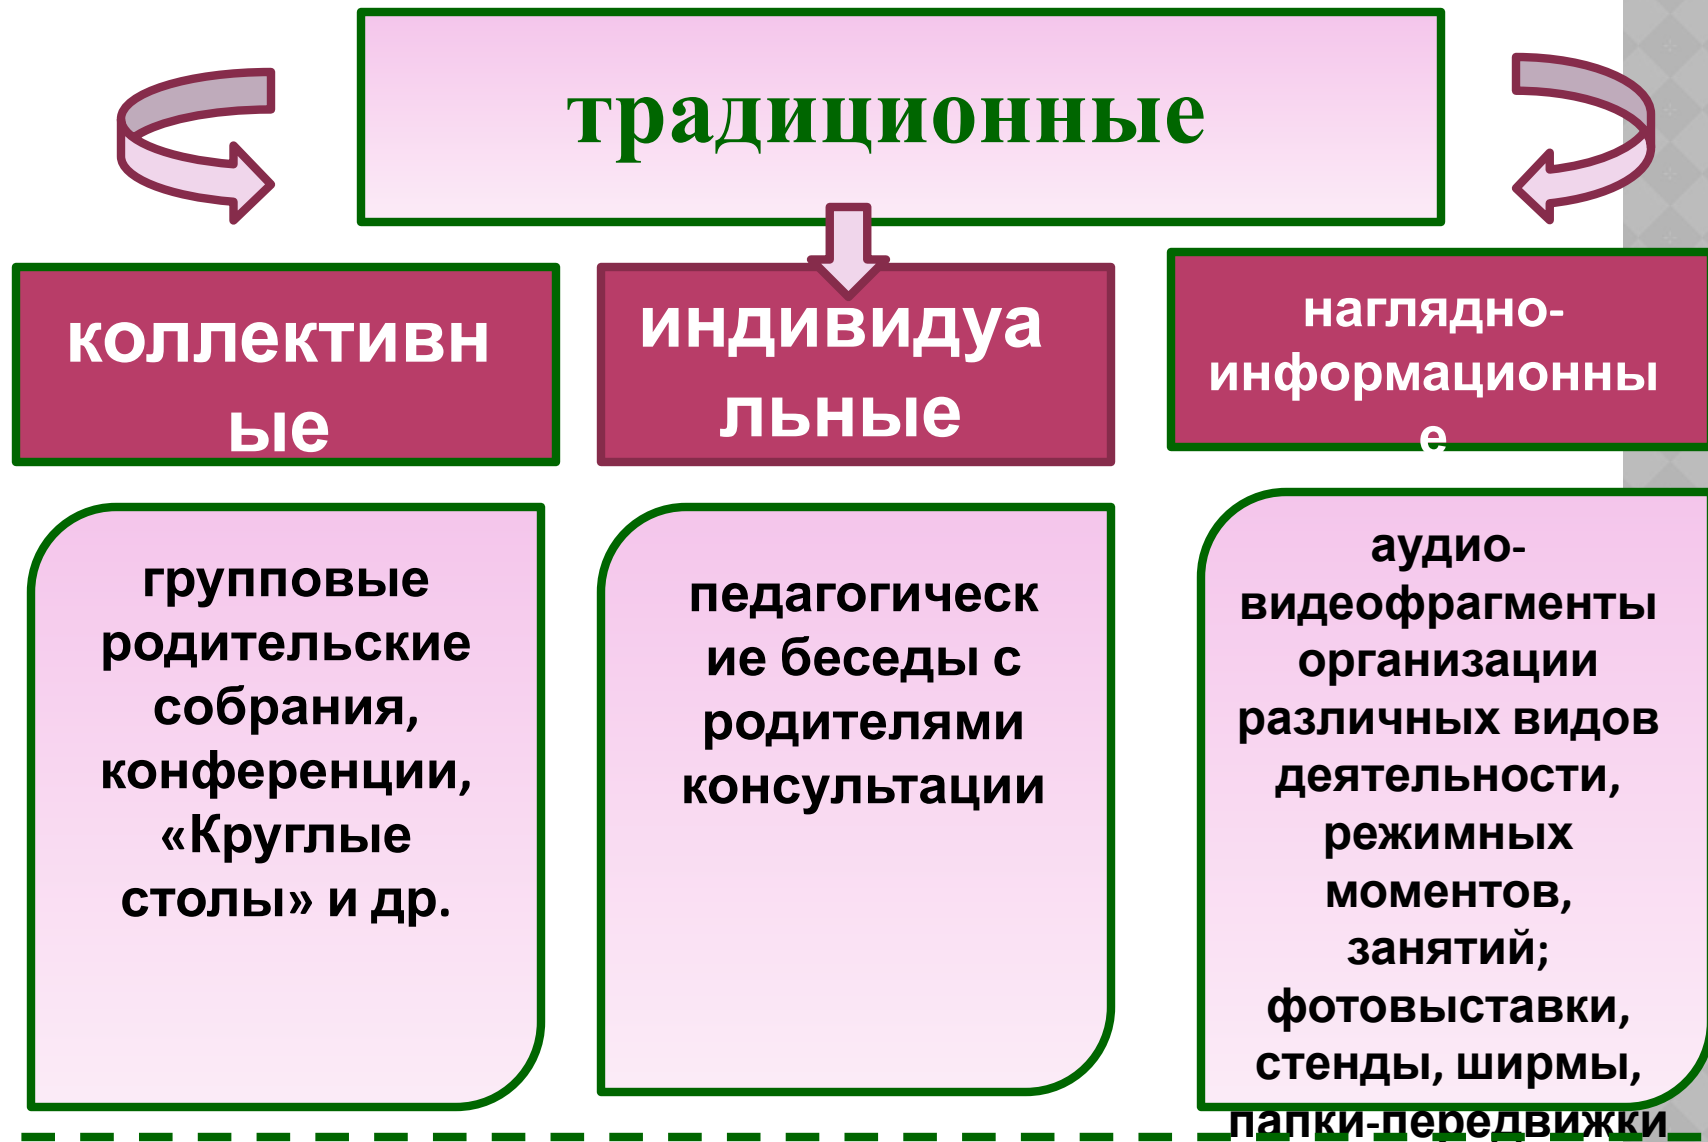 традиционные
коллективн
ые
индивидуа
льные
наглядно-
информационны
е
групповые
родительские
собрания,
конференции,
«Круглые
столы» и др.
педагогическ
ие беседы с
родителями
консультации
аудио-
видеофрагменты
организации
различных видов
деятельности,
режимных
моментов,
занятий;
фотовыставки,
стенды, ширмы,
папки-передвижки